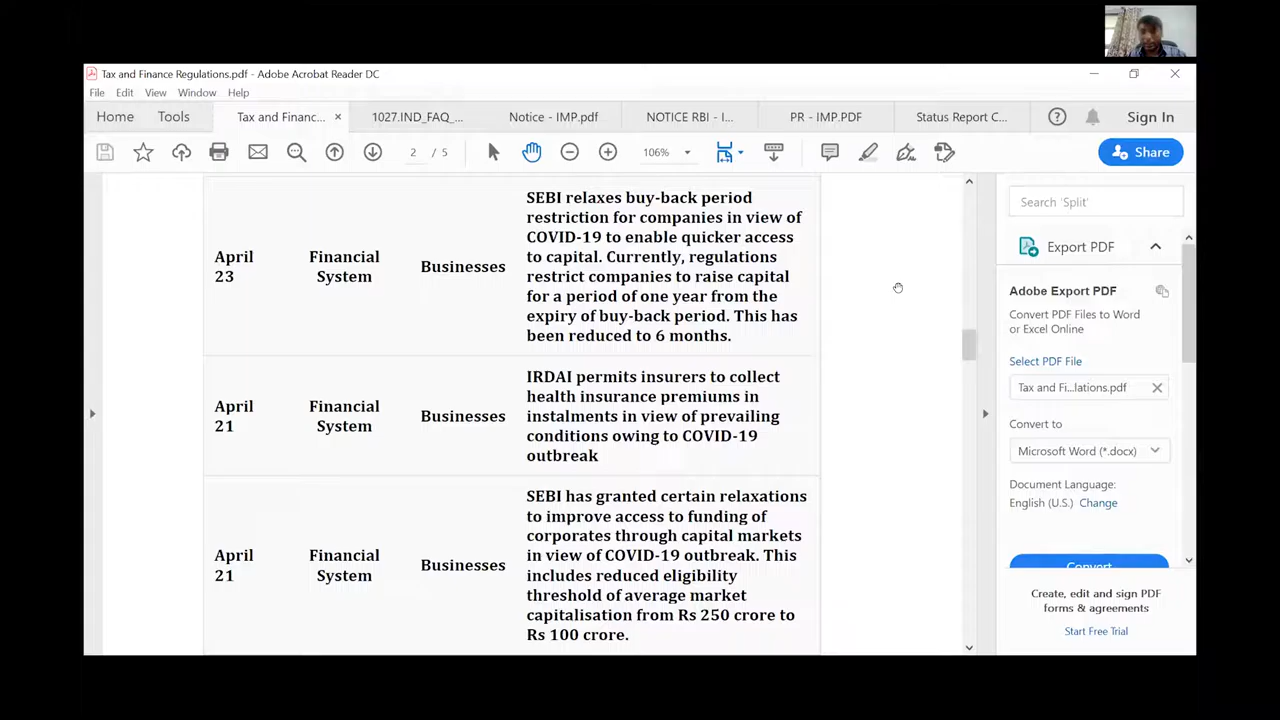 Tax and Finance Regulations.pdf - Adobe Acrobat Reader DC
File Edit View Window Help
Home Tools Tax and Financ... × 1027.IND_FAQ_... Notice - IMP.pdf NOTICE RBI - I... PR - IMP.PDF Status Report C... Sign In
2 / 5 106% Share
April
23
Financial
System
Businesses
SEBI relaxes buy-back period
restriction for companies in view of
COVID-19 to enable quicker access
to capital. Currently, regulations
restrict companies to raise capital
for a period of one year from the
expiry of buy-back period. This has
been reduced to 6 months.
April
21
Financial
System
Businesses
IRDAI permits insurers to collect
health insurance premiums in
instalments in view of prevailing
conditions owing to COVID-19
outbreak
April
21
Financial
System
Businesses
SEBI has granted certain relaxations
to improve access to funding of
corporates through capital markets
in view of COVID-19 outbreak. This
includes reduced eligibility
threshold of average market
capitalisation from Rs 250 crore to
Rs 100 crore.
Search 'Split'
Export PDF
Adobe Export PDF
Convert PDF Files to Word
or Excel Online
Select PDF File
Tax and Fi...lations.pdf
Convert to
Microsoft Word (*.docx)
Document Language:
English (U.S.) Change
Convert
Create, edit and sign PDF
forms & agreements
Start Free Trial